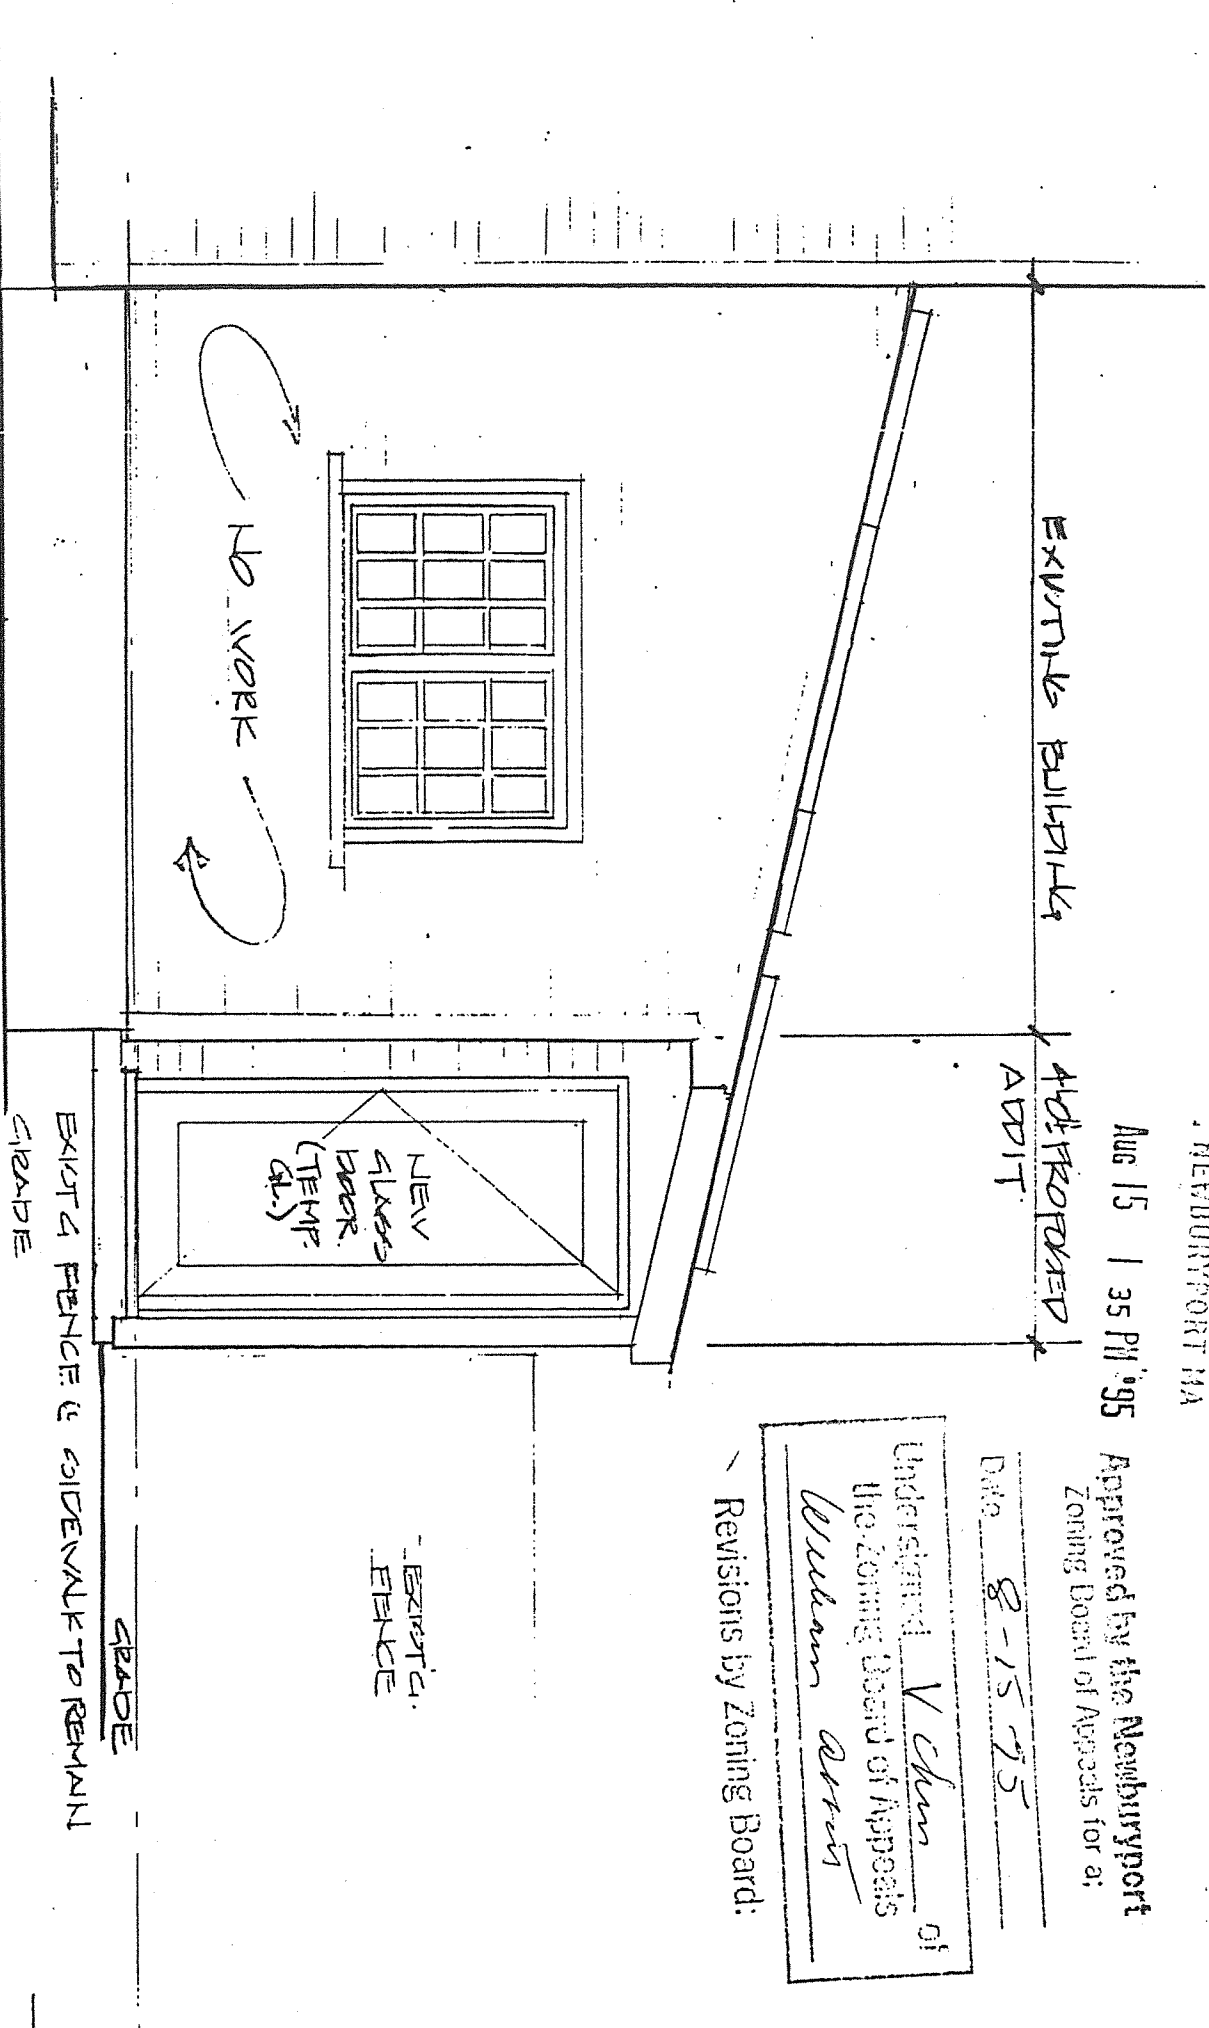 NEWBURYPORT MA
AUG 15 1 35 PM '95
Approved by the Newburyport
Zoning Board of Appeals for a:
Date 8-15-95
Undersigned V Chm of
the Zoning Board of Appeals
William
Revisions by Zoning Board:
EXISTING BUILDING
PROPOSED
ADDIT.
NO WORK
NEW
GLASS
DOOR
(TEMP.
GL.)
EXIST'G.
FENCE
GRADE
EXIST'G FENCE @ SIDEWALK TO REMAIN
GRADE